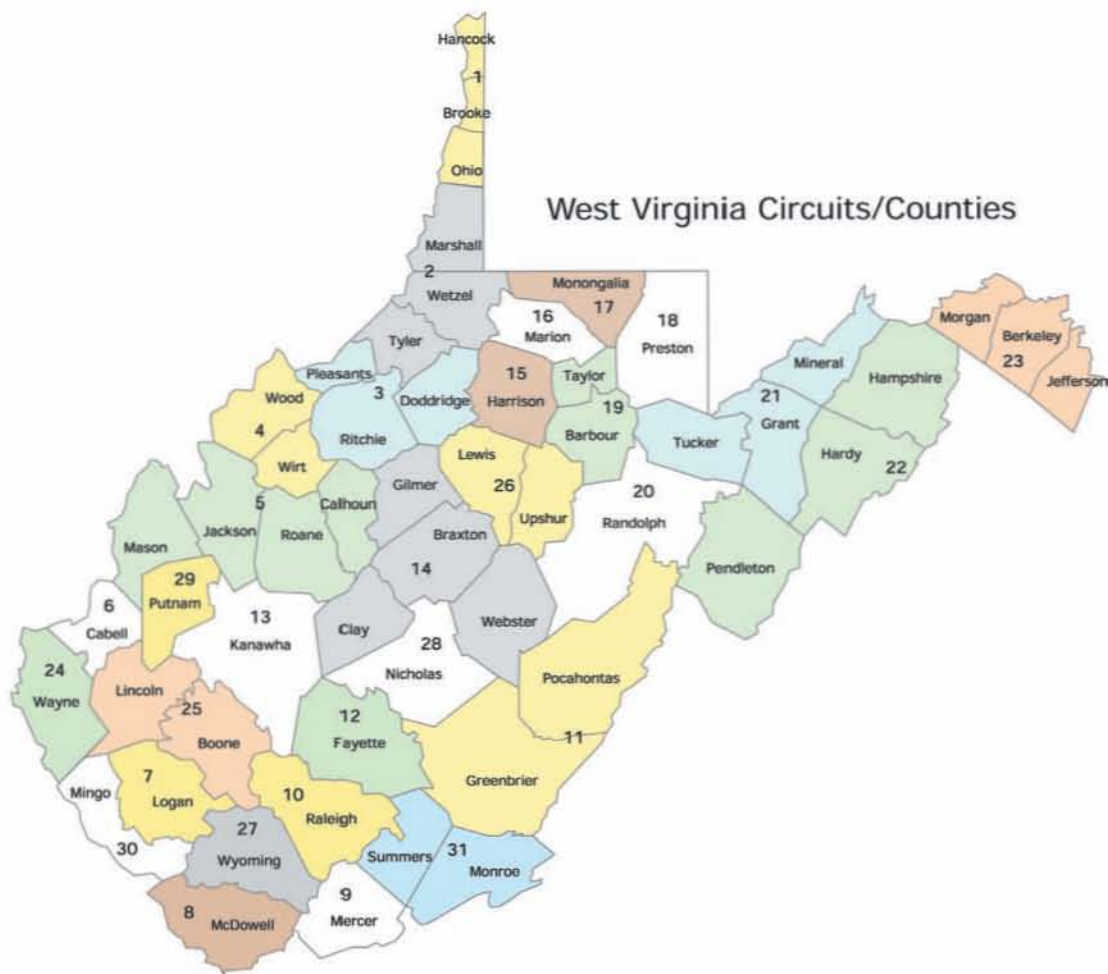 Hancock
1
Brooke
Ohio
West Virginia Circuits/Counties
Marshall
2
Wetzel
Monongalia
17
16
Marion
18
Preston
Morgan
Berkeley
23
Jefferson
Tyler
Pleasants
3
Doddridge
Ritchie
15
Harrison
Taylor
19
Barbour
Mineral
21
Grant
Hampshire
Hardy
22
Tucker
Wood
4
Wirt
Lewis
26
Upshur
20
Randolph
Gilmer
5
Jackson
Roane
Calhoun
Mason
Braxton
14
Clay
Webster
Pendleton
29
Putnam
6
Cabell
13
Kanawha
28
Nicholas
Pocahontas
24
Wayne
Lincoln
25
Boone
12
Fayette
11
Greenbrier
Mingo
7
Logan
10
Raleigh
30
27
Wyoming
Summers
31
Monroe
8
McDowell
9
Mercer